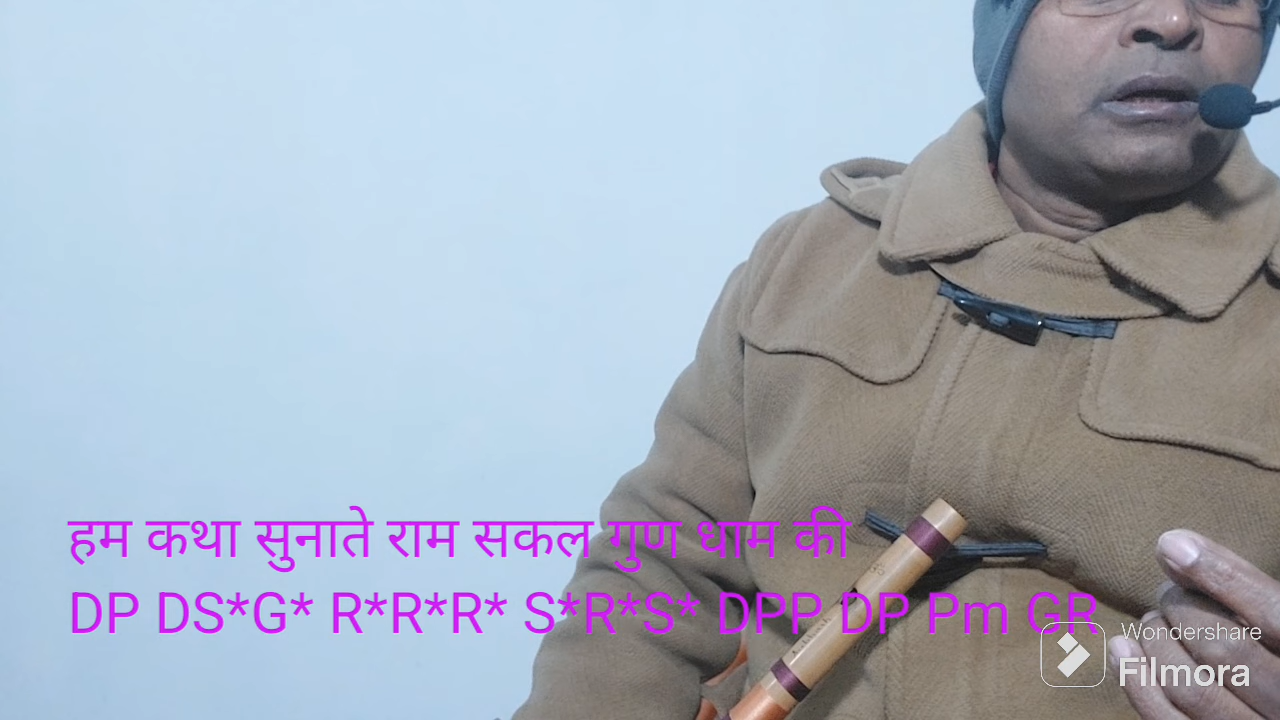 हम कथा सुनाते राम सकल गुण धाम की
DP DS*G* R*R*R* S*R*S* DPP DP Pm GR
Wondershare
Filmora